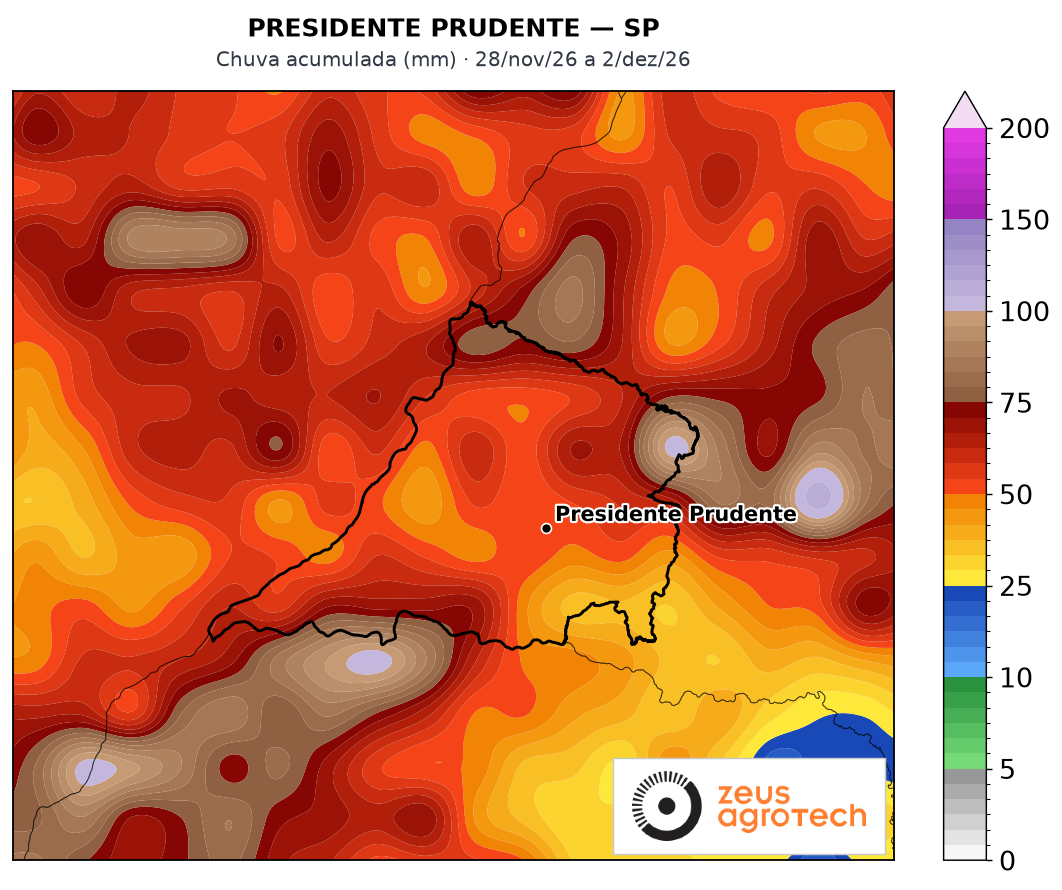 PRESIDENTE PRUDENTE — SP
Chuva acumulada (mm) · 28/nov/26 a 2/dez/26
200
150
100
75
50
25
10
5
0
Presidente Prudente
zeus
agrotech